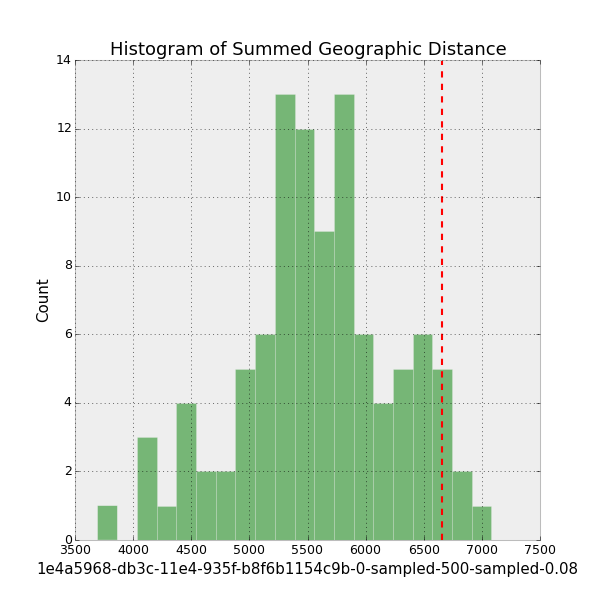 Histogram of Summed Geographic Distance
14
12
10
8
6
4
2
0
Count
3500 4000 4500 5000 5500 6000 6500 7000 7500
1e4a5968-db3c-11e4-935f-b8f6b1154c9b-0-sampled-500-sampled-0.08